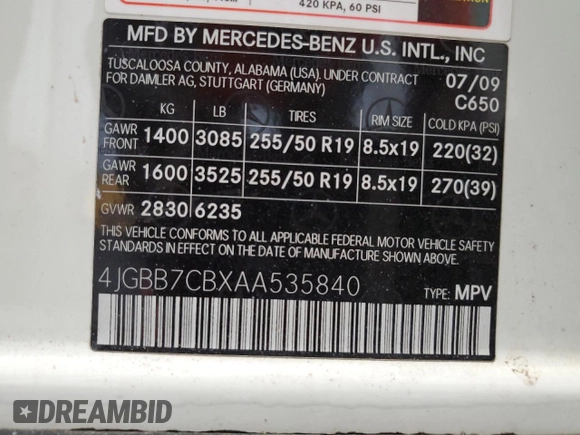 420 KPA, 60 PSI
MFD BY MERCEDES-BENZ U.S. INTL., INC
TUSCALOOSA COUNTY, ALABAMA (USA). UNDER CONTRACT
FOR DAIMLER AG, STUTTGART (GERMANY)
07/09
C650
KG LB TIRES RIM SIZE COLD KPA (PSI)
GAWR FRONT 1400 3085 255/50 R19 8.5x19 220(32)
GAWR REAR 1600 3525 255/50 R19 8.5x19 270(39)
GVWR 2830 6235
THIS VEHICLE CONFORMS TO ALL APPLICABLE FEDERAL MOTOR VEHICLE SAFETY
STANDARDS IN EFFECT ON THE DATE OF MANUFACTURE SHOWN ABOVE.
4JGBB7CBXAA535840
TYPE: MPV
DREAMBID